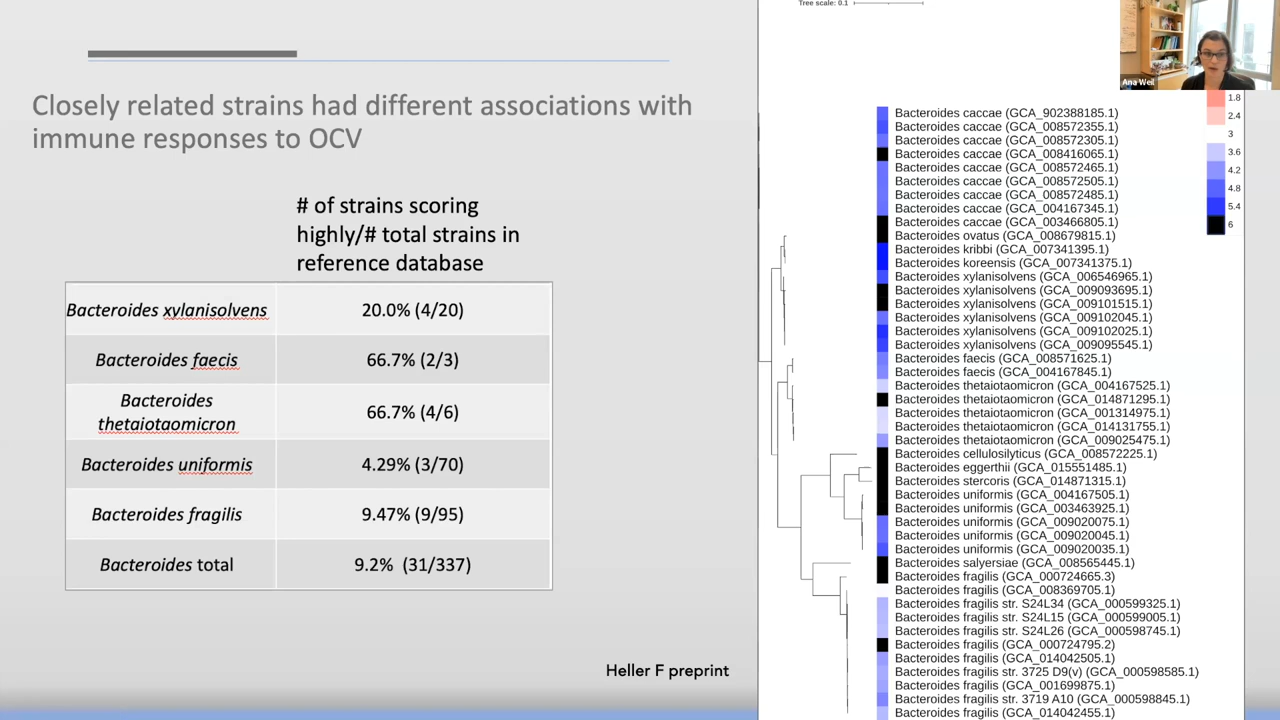 Closely related strains had different associations with
immune responses to OCV
# of strains scoring
highly/# total strains in
reference database
Bacteroides xylanisolvens 20.0% (4/20)
Bacteroides faecis 66.7% (2/3)
Bacteroides
thetaiotaomicron 66.7% (4/6)
Bacteroides uniformis 4.29% (3/70)
Bacteroides fragilis 9.47% (9/95)
Bacteroides total 9.2% (31/337)
Heller F preprint
Tree scale: 0.1
Ana Weil
1.8
2.4
3
3.6
4.2
4.8
5.4
6
Bacteroides caccae (GCA_902388185.1)
Bacteroides caccae (GCA_008572355.1)
Bacteroides caccae (GCA_008572305.1)
Bacteroides caccae (GCA_008416065.1)
Bacteroides caccae (GCA_008572465.1)
Bacteroides caccae (GCA_008572505.1)
Bacteroides caccae (GCA_008572485.1)
Bacteroides caccae (GCA_004167345.1)
Bacteroides caccae (GCA_003466805.1)
Bacteroides ovatus (GCA_008679815.1)
Bacteroides kribbi (GCA_007341395.1)
Bacteroides koreensis (GCA_007341375.1)
Bacteroides xylanisolvens (GCA_006546965.1)
Bacteroides xylanisolvens (GCA_009093695.1)
Bacteroides xylanisolvens (GCA_009101515.1)
Bacteroides xylanisolvens (GCA_009102045.1)
Bacteroides xylanisolvens (GCA_009102025.1)
Bacteroides xylanisolvens (GCA_009095545.1)
Bacteroides faecis (GCA_008571625.1)
Bacteroides faecis (GCA_004167845.1)
Bacteroides thetaiotaomicron (GCA_004167525.1)
Bacteroides thetaiotaomicron (GCA_014871295.1)
Bacteroides thetaiotaomicron (GCA_001314975.1)
Bacteroides thetaiotaomicron (GCA_014131755.1)
Bacteroides thetaiotaomicron (GCA_009025475.1)
Bacteroides cellulosilyticus (GCA_008572225.1)
Bacteroides eggerthii (GCA_015551485.1)
Bacteroides stercoris (GCA_014871315.1)
Bacteroides uniformis (GCA_004167505.1)
Bacteroides uniformis (GCA_003463925.1)
Bacteroides uniformis (GCA_009020075.1)
Bacteroides uniformis (GCA_009020045.1)
Bacteroides uniformis (GCA_009020035.1)
Bacteroides salyersiae (GCA_008565445.1)
Bacteroides fragilis (GCA_000724665.3)
Bacteroides fragilis (GCA_008369705.1)
Bacteroides fragilis str. S24L34 (GCA_000599325.1)
Bacteroides fragilis str. S24L15 (GCA_000599005.1)
Bacteroides fragilis str. S24L26 (GCA_000598745.1)
Bacteroides fragilis (GCA_000724795.2)
Bacteroides fragilis (GCA_014042505.1)
Bacteroides fragilis str. 3725 D9(v) (GCA_000598585.1)
Bacteroides fragilis (GCA_001699875.1)
Bacteroides fragilis str. 3719 A10 (GCA_000598845.1)
Bacteroides fragilis (GCA_014042455.1)